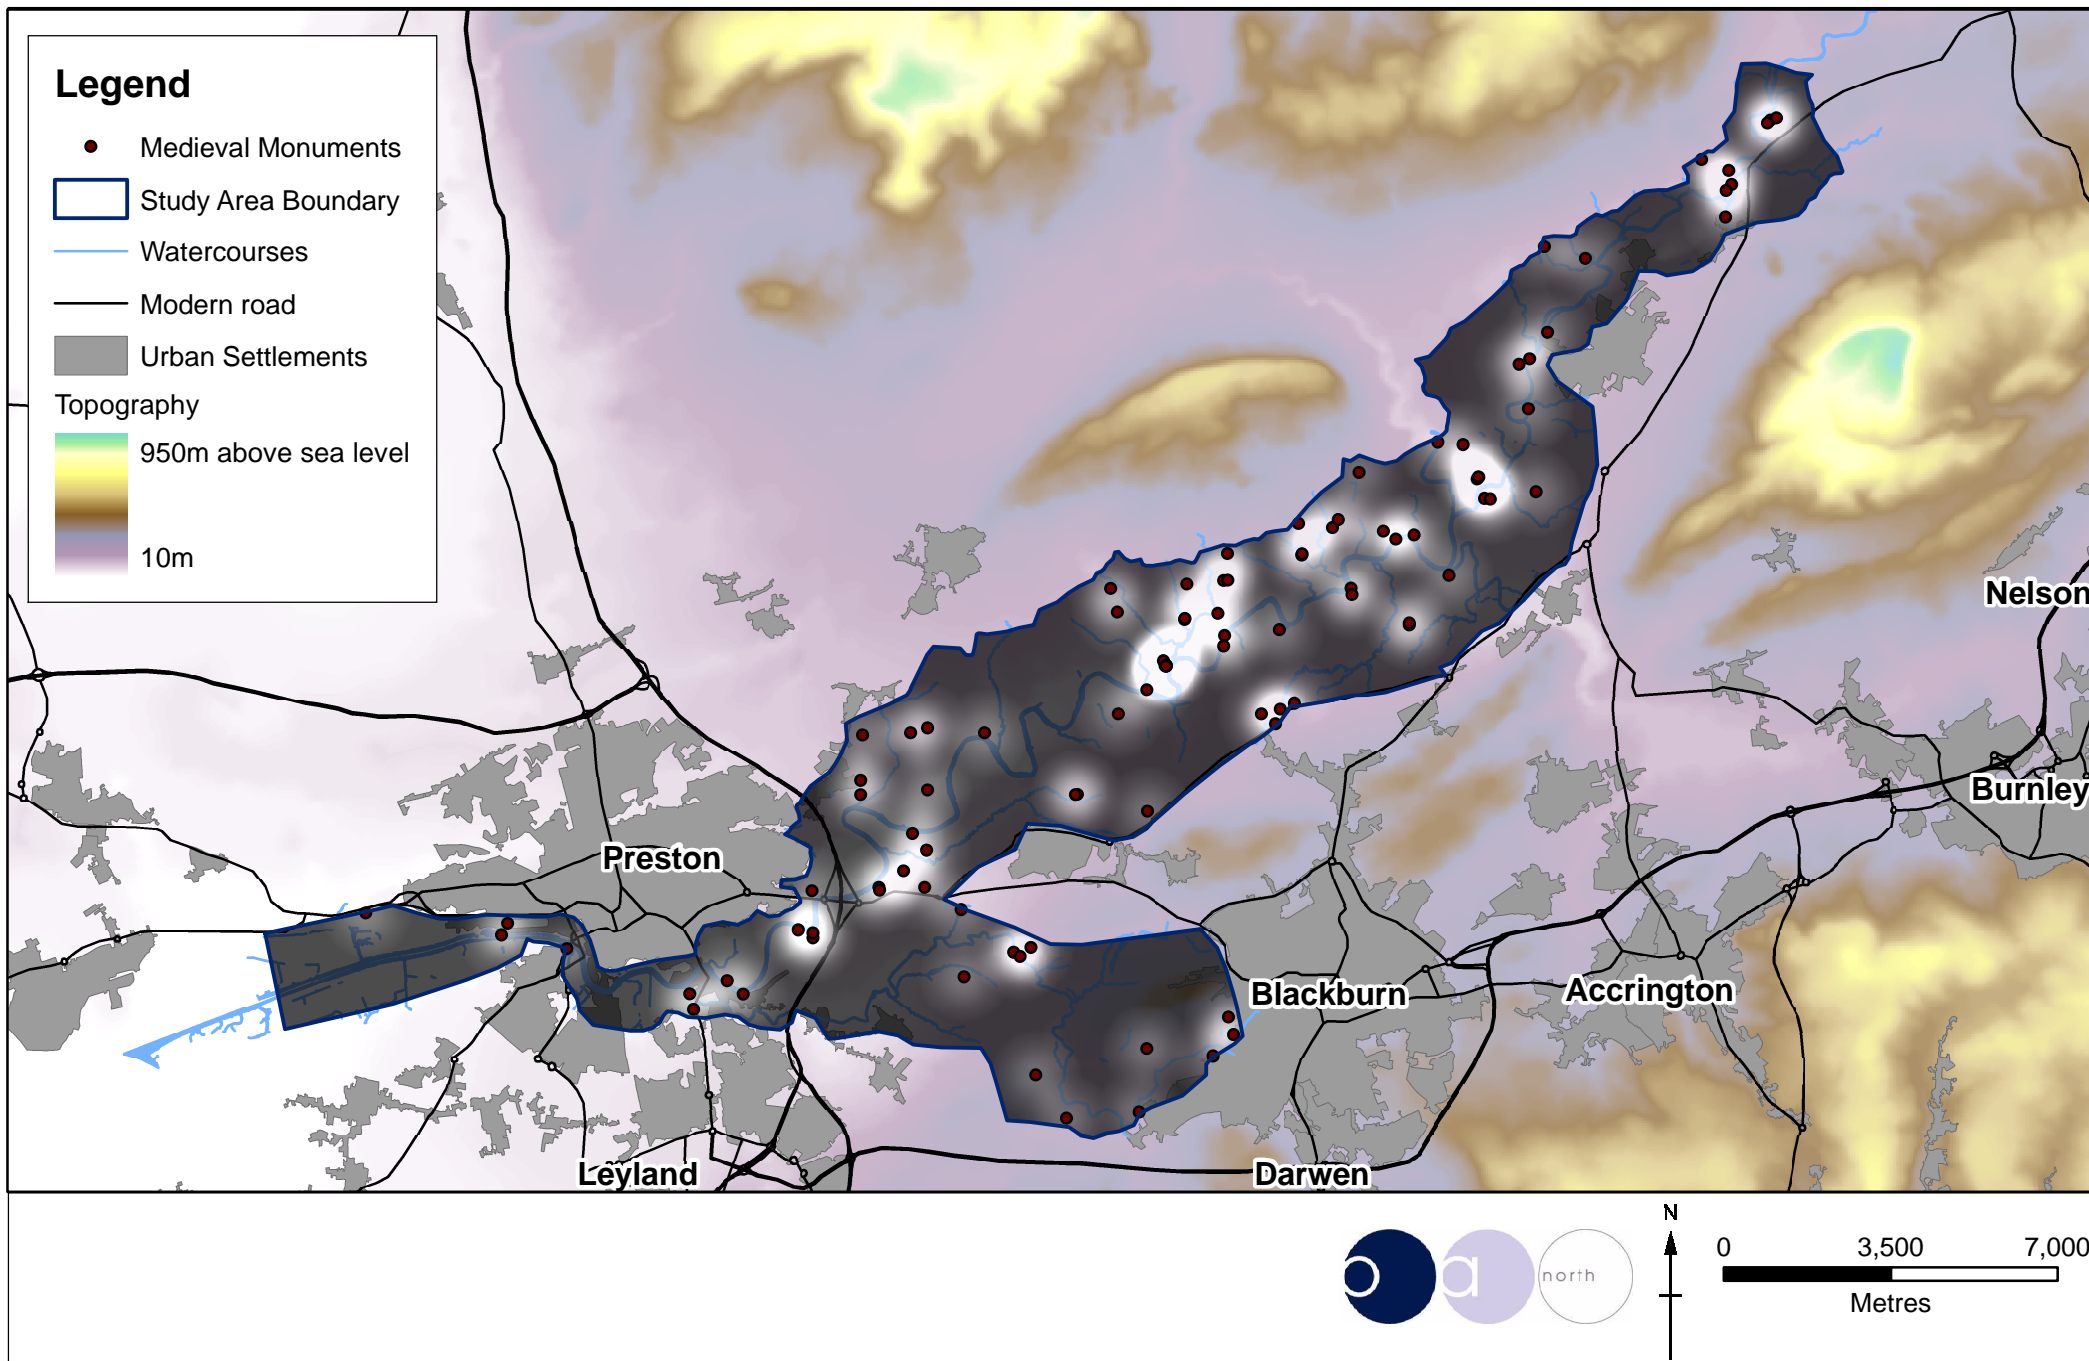 Legend
Medieval Monuments
Study Area Boundary
Watercourses
Modern road
Urban Settlements
Topography
950m above sea level
10m
Nelson
Burnley
Preston
Blackburn
Accrington
Leyland
Darwen
oa north
N
0 3,500 7,000
Metres